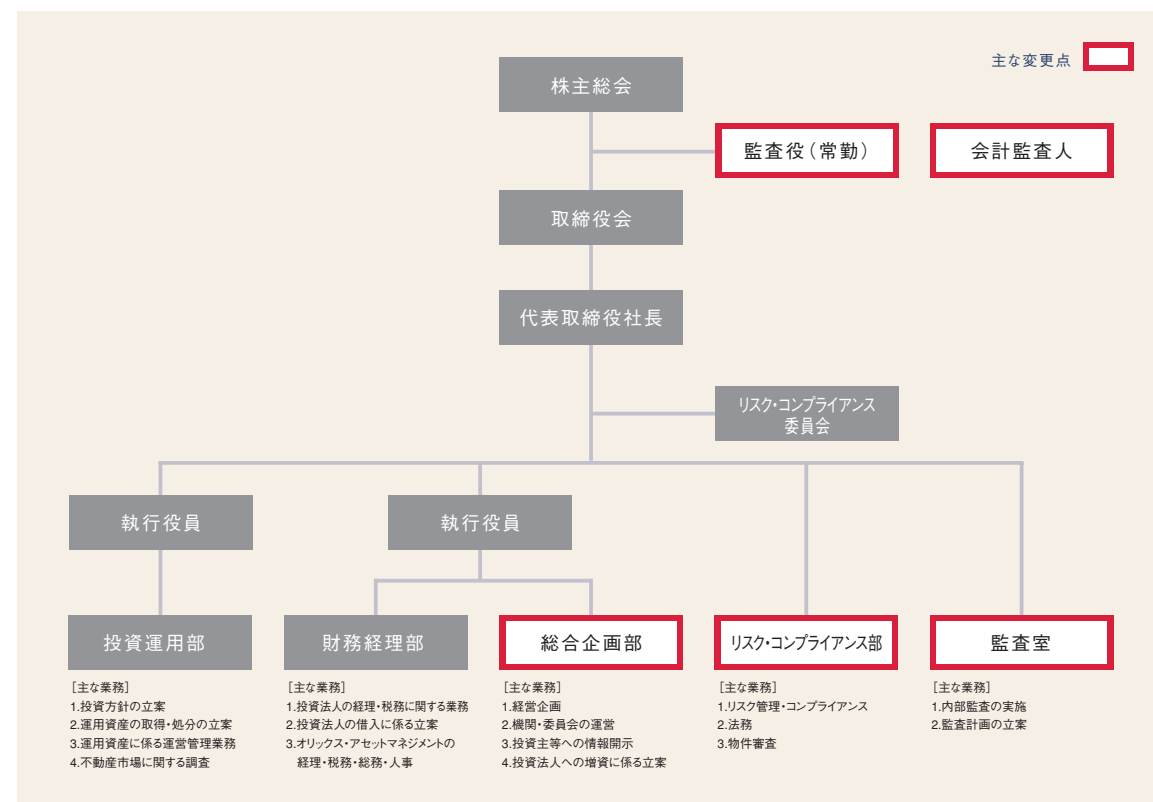 主な変更点
株主総会
監査役（常勤）
会計監査人
取締役会
代表取締役社長
リスク・コンプライアンス
委員会
執行役員
執行役員
投資運用部
［主な業務］
1.投資方針の立案
2.運用資産の取得・処分の立案
3.運用資産に係る運営管理業務
4.不動産市場に関する調査
財務経理部
［主な業務］
1.投資法人の経理・税務に関する業務
2.投資法人の借入に係る立案
3.オリックス・アセットマネジメントの
経理・税務・総務・人事
総合企画部
［主な業務］
1.経営企画
2.機関・委員会の運営
3.投資主等への情報開示
4.投資法人への増資に係る立案
リスク・コンプライアンス部
［主な業務］
1.リスク管理・コンプライアンス
2.法務
3.物件審査
監査室
［主な業務］
1.内部監査の実施
2.監査計画の立案